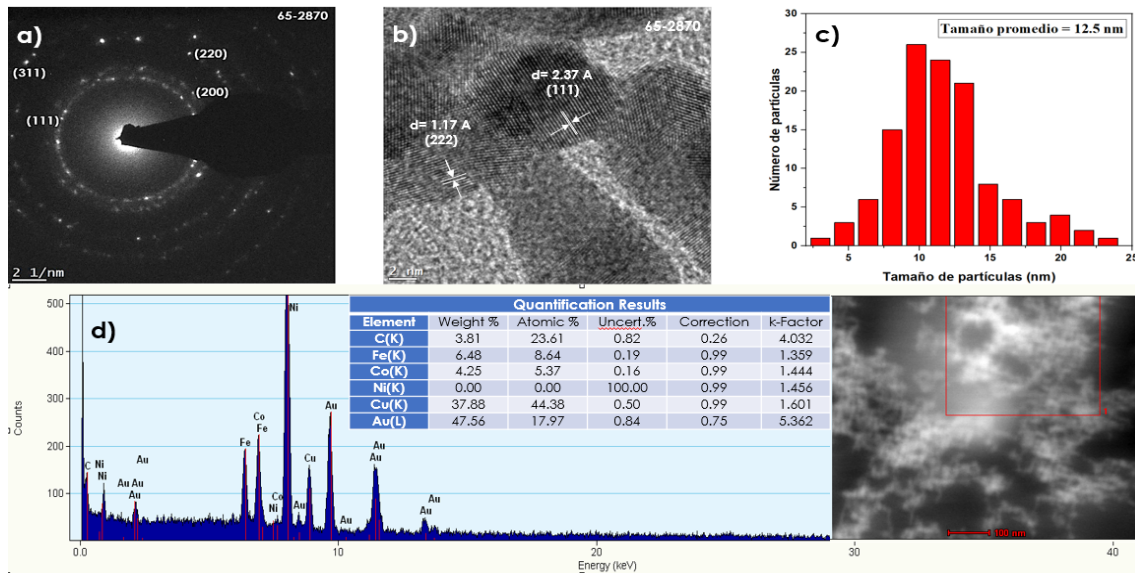 65-2870
a)
(220)
(311)
(200)
(111)
2 1/nm
65-2870
b)
d= 2.37 A
(111)
d= 1.17 A
(222)
2 nm
c)
Tamaño promedio = 12.5 nm
Número de partículas
30
25
20
15
10
5
0
5 10 15 20 25
Tamaño de partículas (nm)
d)
Counts
500
400
300
200
100
C
Ni
Ni
Au
Au Au
Au
Fe
Co
Fe
Ni
Co
Ni
Cu
Au
Au
Au
Au
Au
Au
0.0 10 20 30 40
Energy (keV)
Quantification Results
Element Weight % Atomic % Uncert.% Correction k-Factor
C(K) 3.81 23.61 0.82 0.26 4.032
Fe(K) 6.48 8.64 0.19 0.99 1.359
Co(K) 4.25 5.37 0.16 0.99 1.444
Ni(K) 0.00 0.00 100.00 0.99 1.456
Cu(K) 37.88 44.38 0.50 0.99 1.601
Au(L) 47.56 17.97 0.84 0.75 5.362
100 nm